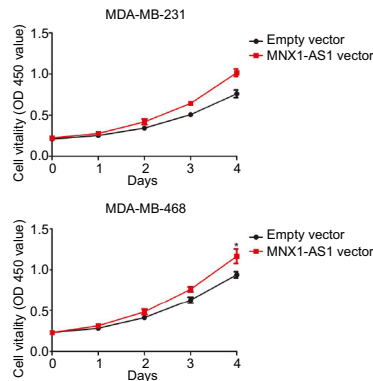 MDA-MB-231
Cell vitality (OD 450 value)
1.5
1.0
0.5
0.0
0 1 2 3 4
Days
Empty vector
MNX1-AS1 vector
MDA-MB-468
Cell vitality (OD 450 value)
1.5
1.0
0.5
0.0
0 1 2 3 4
Days
*
Empty vector
MNX1-AS1 vector